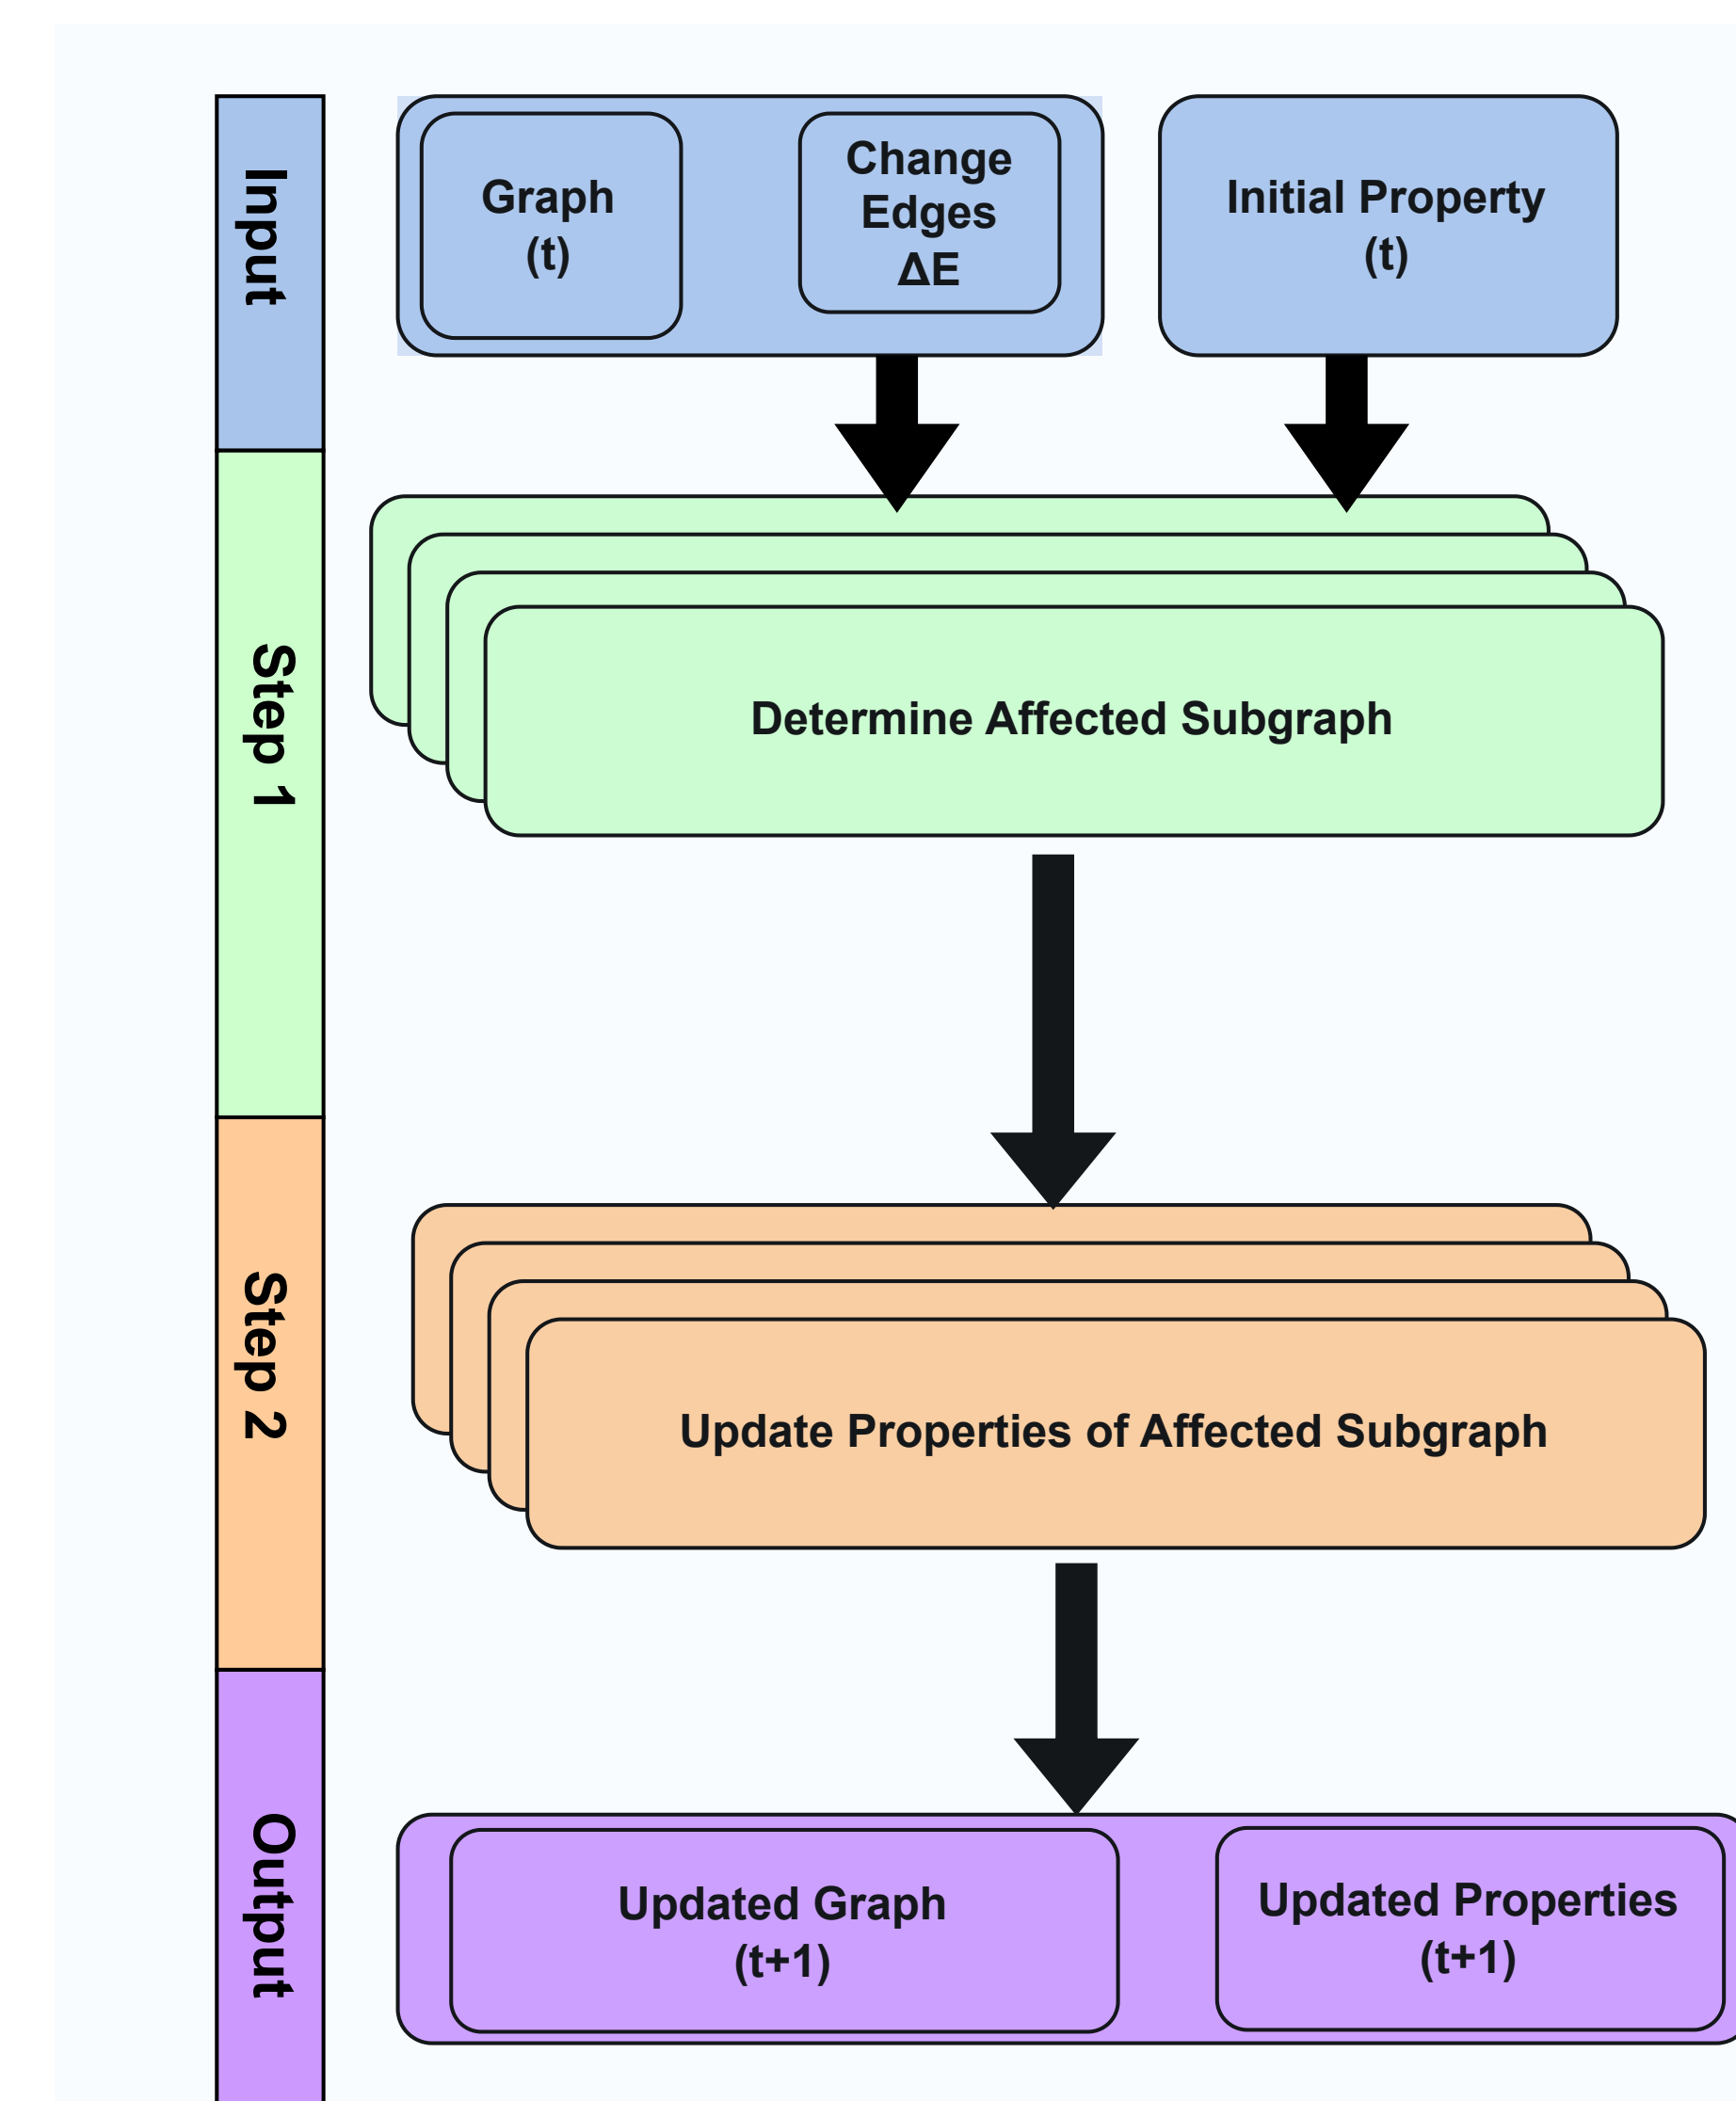 Input
Graph
(t)
Change
Edges
ΔE
Initial Property
(t)
Step 1
Determine Affected Subgraph
Step 2
Update Properties of Affected Subgraph
Output
Updated Graph
(t+1)
Updated Properties
(t+1)